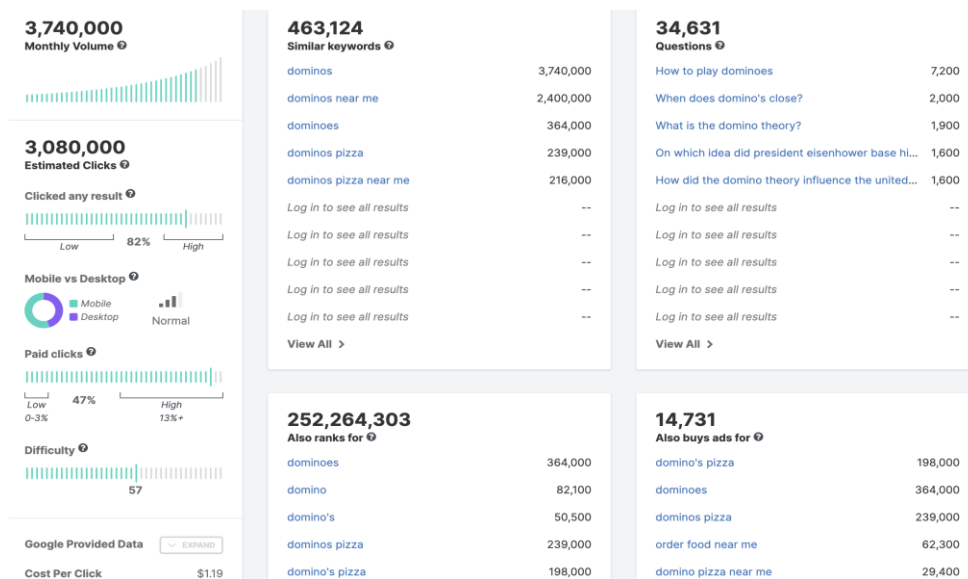 3,740,000
Monthly Volume
3,080,000
Estimated Clicks
Clicked any result
82%
Low High
Mobile vs Desktop
Mobile
Desktop
Normal
Paid clicks
47%
Low High
0-3% 13%+
Difficulty
57
Google Provided Data EXPAND
Cost Per Click $1.19
463,124
Similar keywords
dominos 3,740,000
dominos near me 2,400,000
dominoes 364,000
dominos pizza 239,000
dominos pizza near me 216,000
Log in to see all results --
Log in to see all results --
Log in to see all results --
Log in to see all results --
Log in to see all results --
View All >
34,631
Questions
How to play dominoes 7,200
When does domino's close? 2,000
What is the domino theory? 1,900
On which idea did president eisenhower base hi... 1,600
How did the domino theory influence the united... 1,600
Log in to see all results --
Log in to see all results --
Log in to see all results --
Log in to see all results --
Log in to see all results --
View All >
252,264,303
Also ranks for
dominoes 364,000
domino 82,100
domino's 50,500
dominos pizza 239,000
domino's pizza 198,000
14,731
Also buys ads for
domino's pizza 198,000
dominoes 364,000
dominos pizza 239,000
order food near me 62,300
domino pizza near me 29,400